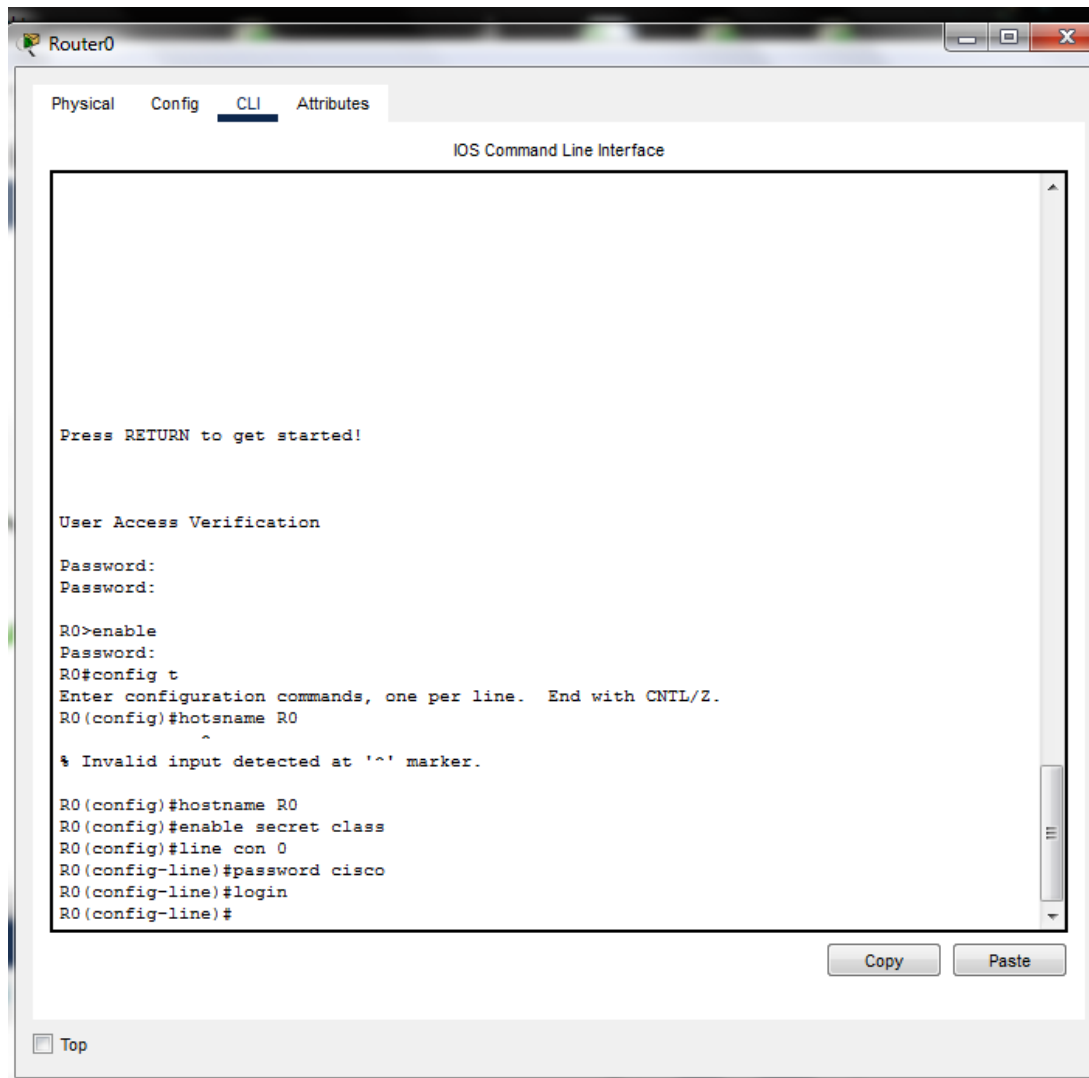 Router0
Physical Config CLI Attributes
IOS Command Line Interface
Press RETURN to get started!
User Access Verification
Password:
Password:
R0>enable
Password:
R0#config t
Enter configuration commands, one per line.  End with CNTL/Z.
R0(config)#hotsname R0
^
% Invalid input detected at '^' marker.
R0(config)#hostname R0
R0(config)#enable secret class
R0(config)#line con 0
R0(config-line)#password cisco
R0(config-line)#login
R0(config-line)#
Copy Paste
Top